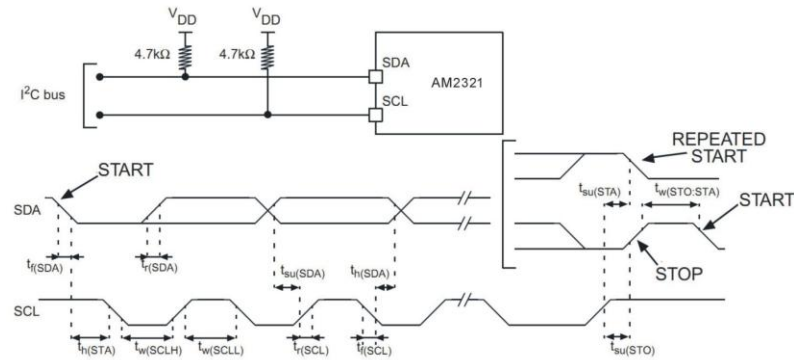 VDD VDD
4.7kΩ 4.7kΩ
SDA
AM2321
I²C bus
SCL
REPEATED
START
START
tsu(STA) tw(STO:STA)
START
SDA
tf(SDA) tr(SDA) tsu(SDA) th(SDA)
STOP
SCL
th(STA) tw(SCLH) tw(SCLL) tr(SCL) tf(SCL) tsu(STO)